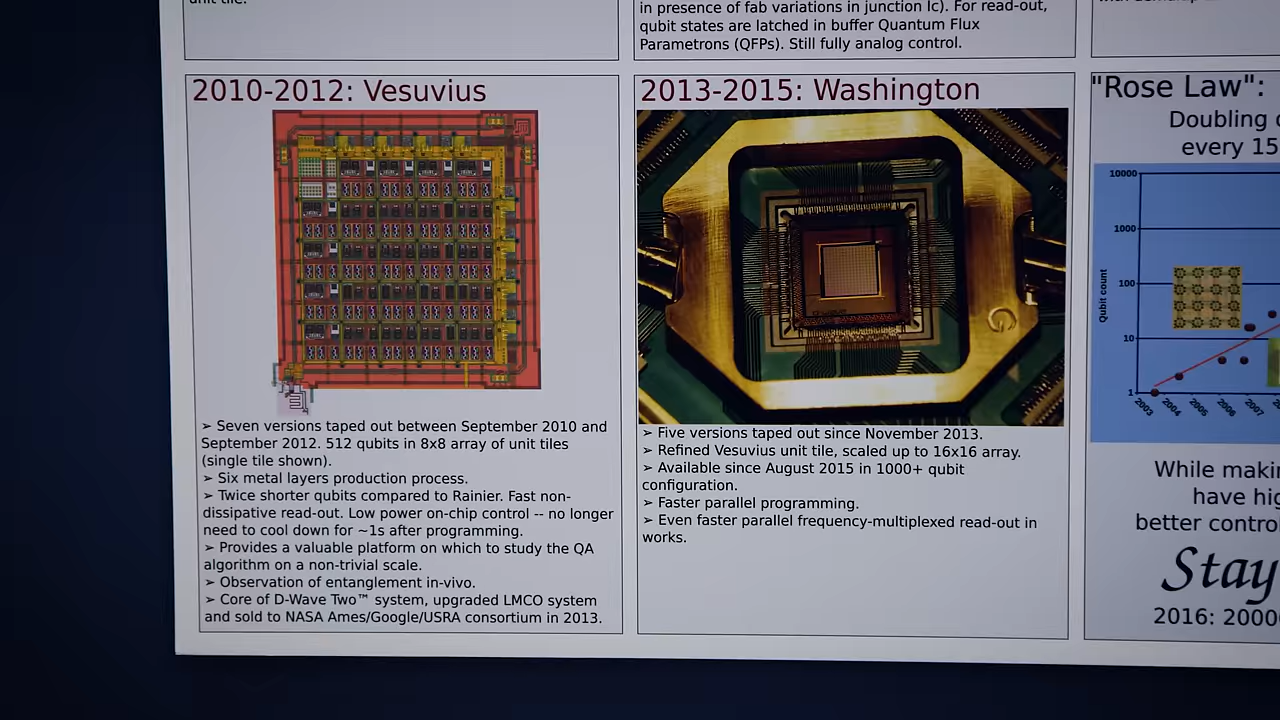 unit tile.
in presence of fab variations in junction Ic). For read-out,
qubit states are latched in buffer Quantum Flux
Parametrons (QFPs). Still fully analog control.
2010-2012: Vesuvius
➢ Seven versions taped out between September 2010 and
September 2012. 512 qubits in 8x8 array of unit tiles
(single tile shown).
➢ Six metal layers production process.
➢ Twice shorter qubits compared to Rainier. Fast non-
dissipative read-out. Low power on-chip control -- no longer
need to cool down for ~1s after programming.
➢ Provides a valuable platform on which to study the QA
algorithm on a non-trivial scale.
➢ Observation of entanglement in-vivo.
➢ Core of D-Wave Two™ system, upgraded LMCO system
and sold to NASA Ames/Google/USRA consortium in 2013.
2013-2015: Washington
➢ Five versions taped out since November 2013.
➢ Refined Vesuvius unit tile, scaled up to 16x16 array.
➢ Available since August 2015 in 1000+ qubit
configuration.
➢ Faster parallel programming.
➢ Even faster parallel frequency-multiplexed read-out in
works.
"Rose Law":
Doubling
every 15
10000
1000
100
10
1
Qubit count
2003 2004 2005 2006 2007
While makin
have hig
better contro
Stay
2016: 2000